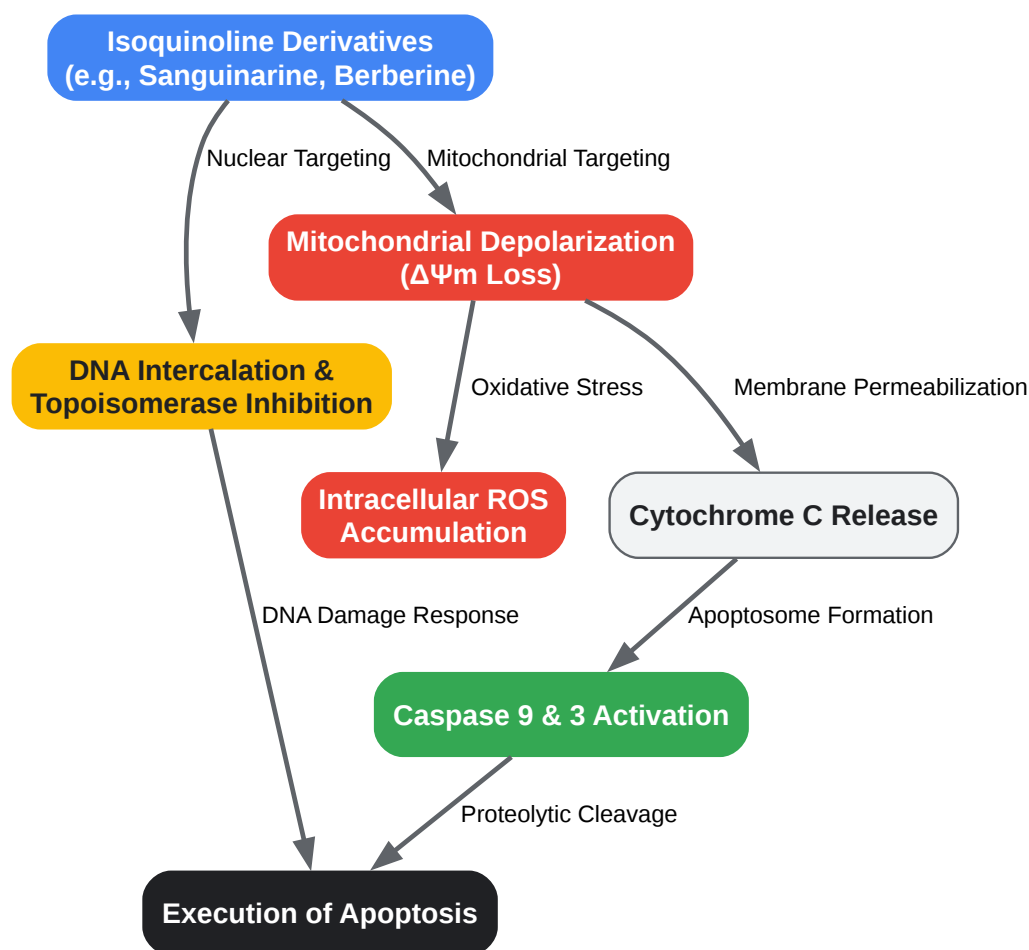 Isoquinoline Derivatives
(e.g., Sanguinarine, Berberine)
Nuclear Targeting
Mitochondrial Targeting
Mitochondrial Depolarization
(ΔΨm Loss)
DNA Intercalation &
Topoisomerase Inhibition
Oxidative Stress
Membrane Permeabilization
Intracellular ROS
Accumulation
Cytochrome C Release
DNA Damage Response
Apoptosome Formation
Caspase 9 & 3 Activation
Proteolytic Cleavage
Execution of Apoptosis